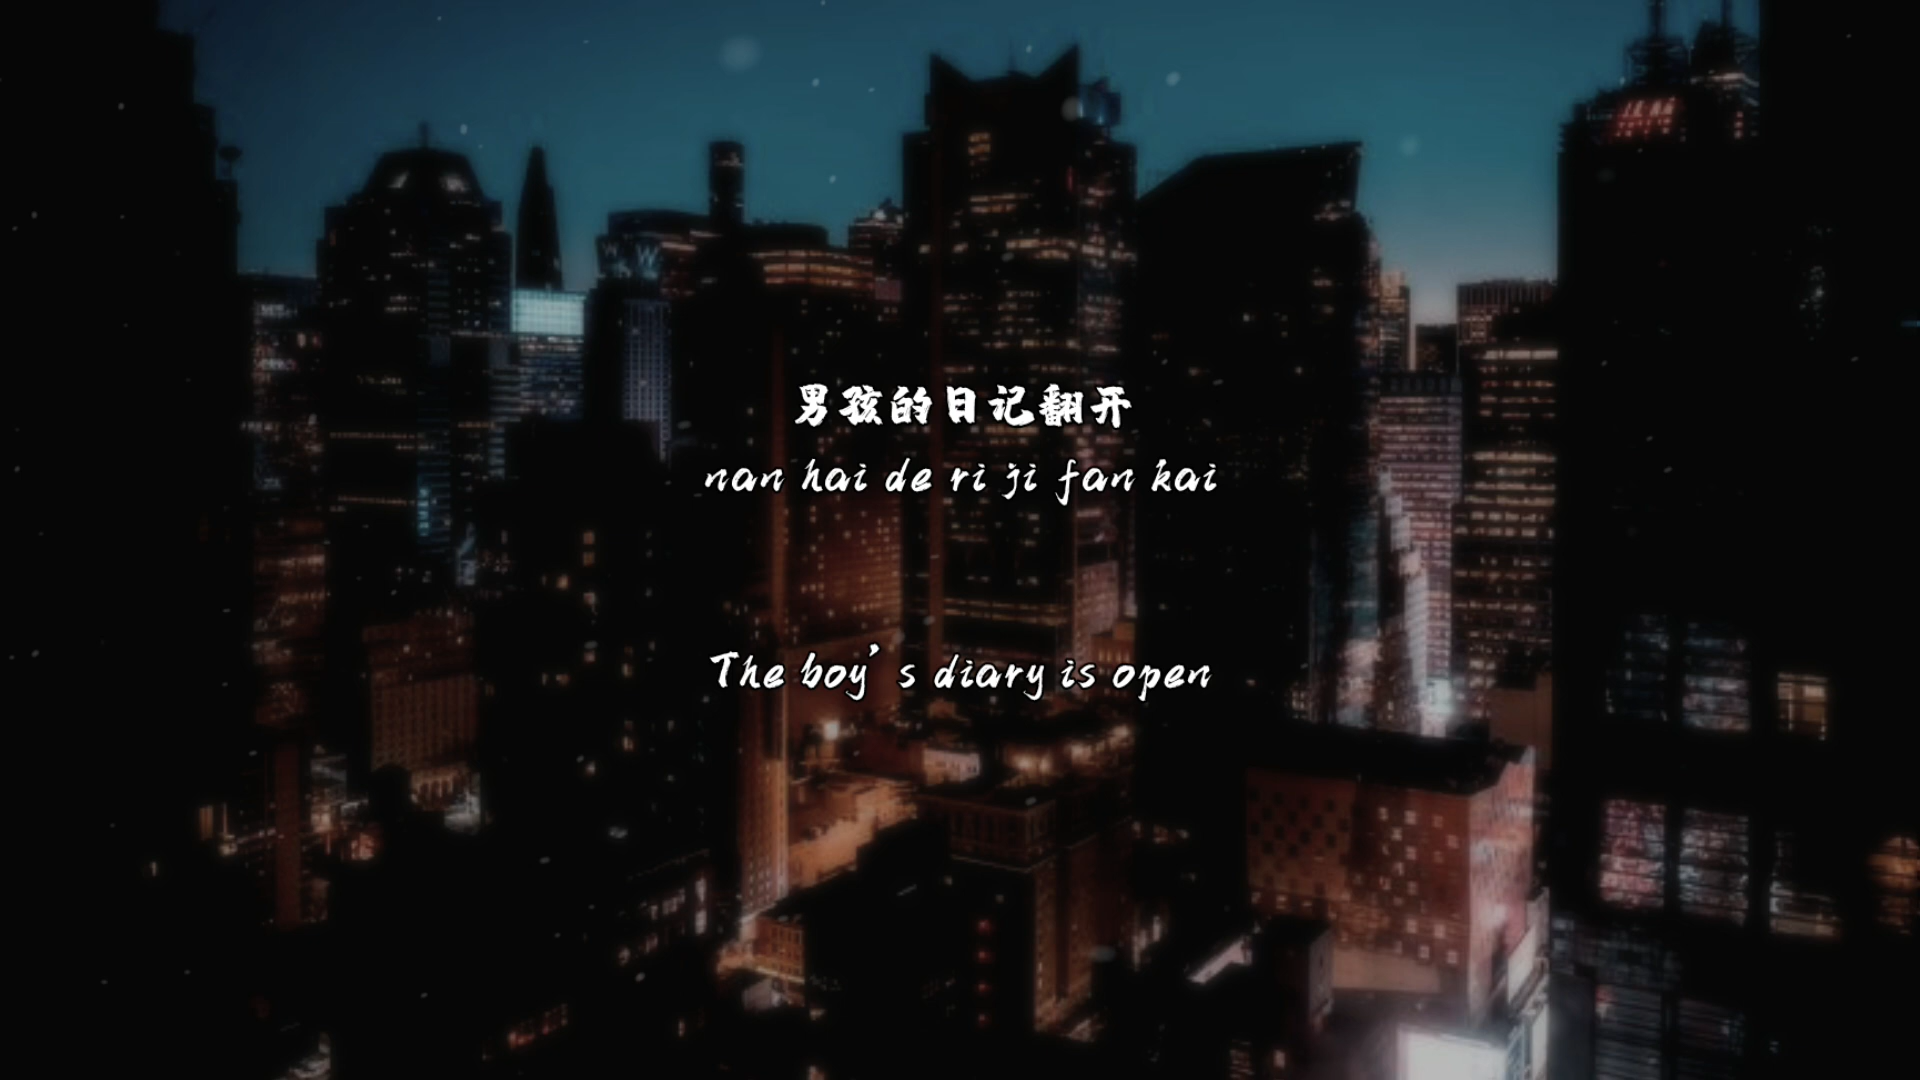 男孩的日记翻开
nan hai de ri ji fan kai
The boy’s diary is open